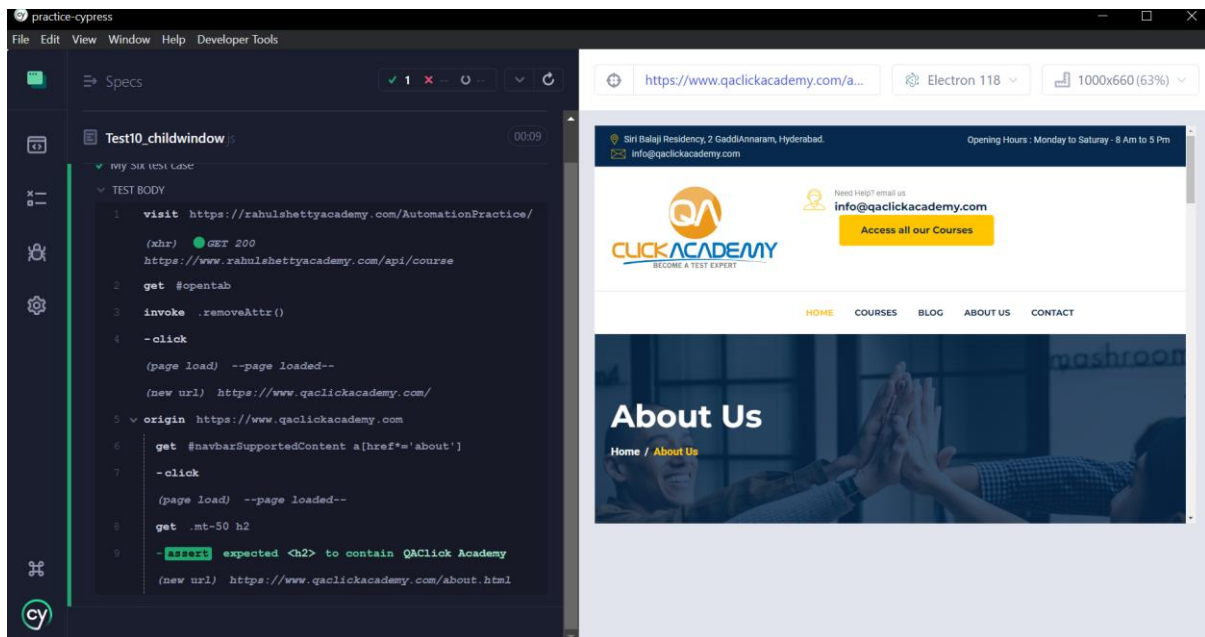 practice-cypress
File Edit View Window Help Developer Tools
Specs
1 -- --
Test10_childwindow.js 00:09
My Six test case
TEST BODY
1 visit https://rahulshettyacademy.com/AutomationPractice/
(xhr) GET 200
https://www.rahulshettyacademy.com/api/course
2 get #opentab
3 invoke .removeAttr()
4 -click
(page load) --page loaded--
(new url) https://www.qaclickacademy.com/
5 origin https://www.qaclickacademy.com
6 get #navbarSupportedContent a[href*='about']
7 -click
(page load) --page loaded--
8 get .mt-50 h2
9 -assert expected <h2> to contain QAClick Academy
(new url) https://www.qaclickacademy.com/about.html
cy
https://www.qaclickacademy.com/a...
Electron 118
1000x660 (63%)
Siri Balaji Residency, 2 GaddiAnnaram, Hyderabad.
Opening Hours : Monday to Saturay - 8 Am to 5 Pm
info@qaclickacademy.com
QA
CLICKACADEMY
BECOME A TEST EXPERT
Need Help? email us
info@qaclickacademy.com
Access all our Courses
HOME COURSES BLOG ABOUT US CONTACT
mashroom
About Us
Home / About Us